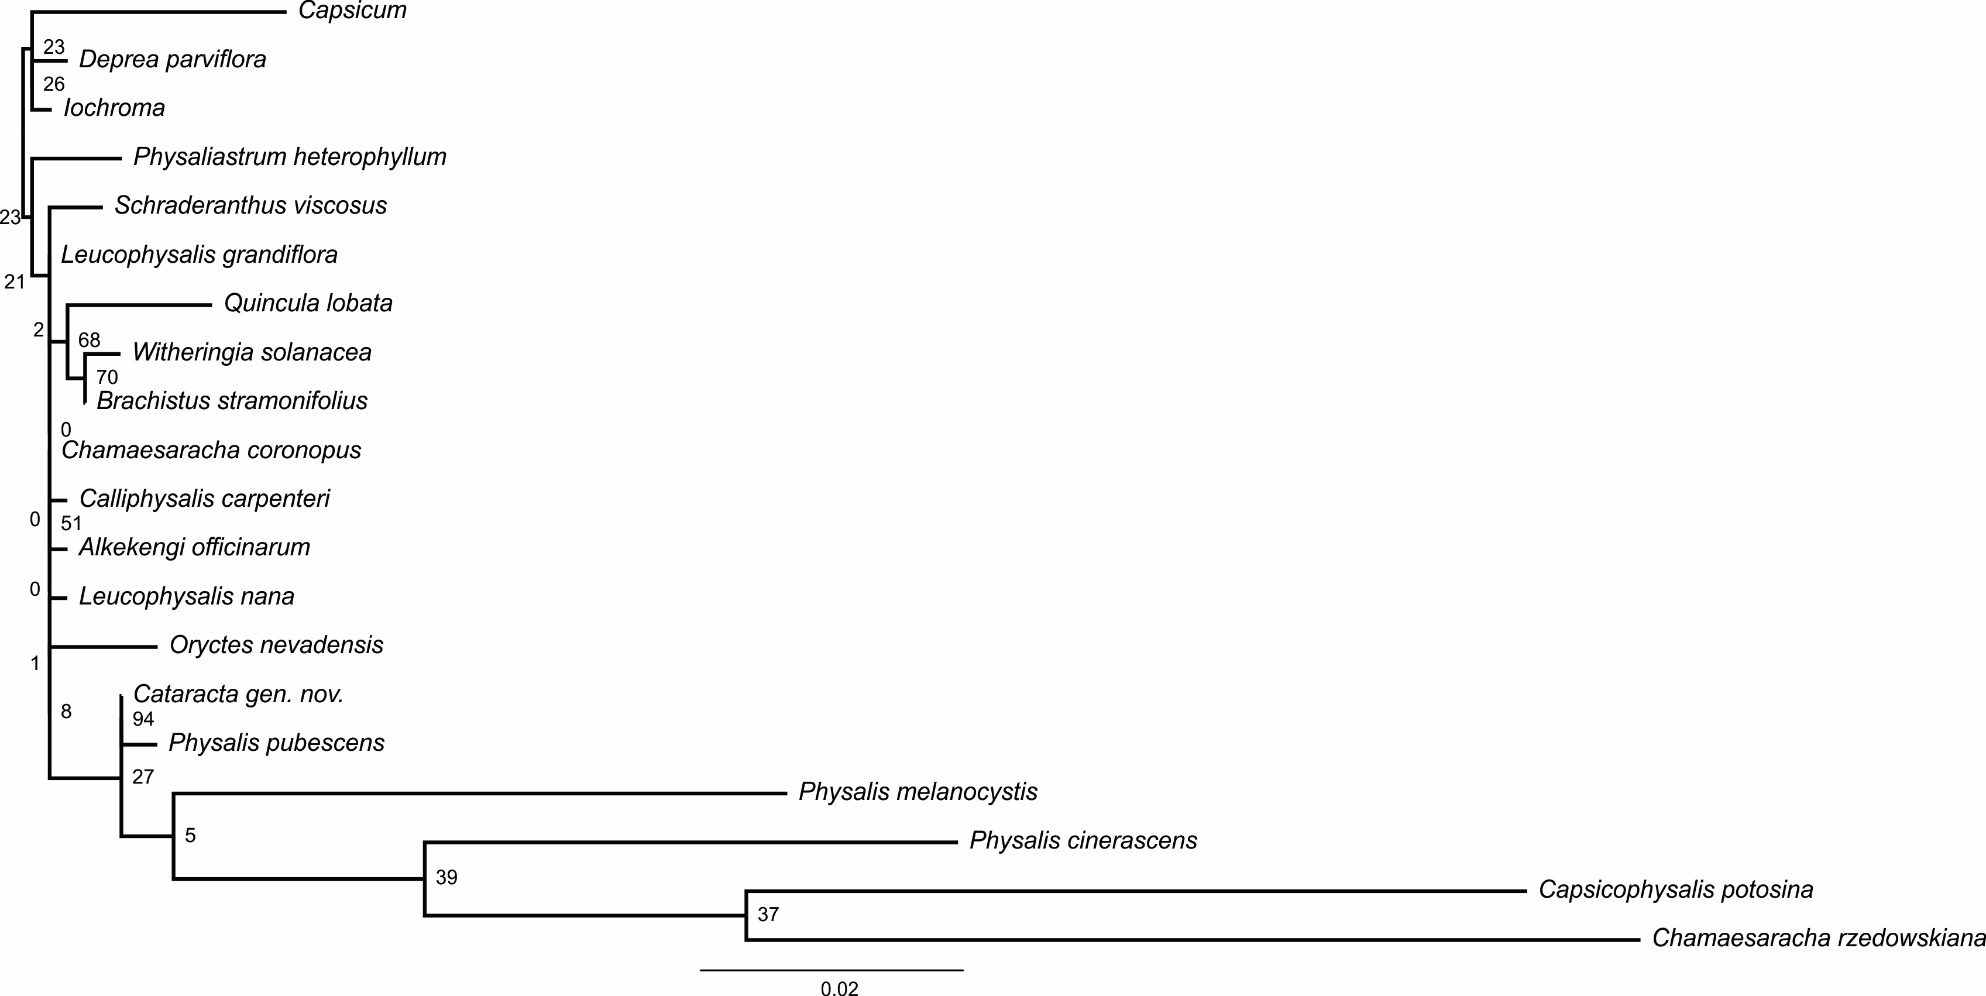 Capsicum
23
Deprea parviflora
26
Iochroma
Physaliastrum heterophyllum
Schraderanthus viscosus
23
Leucophysalis grandiflora
21
Quincula lobata
2
68
Witheringia solanacea
70
Brachistus stramonifolius
0
Chamaesaracha coronopus
Calliphysalis carpenteri
0
51
Alkekengi officinarum
0
Leucophysalis nana
Oryctes nevadensis
1
Cataracta gen. nov.
8
94
Physalis pubescens
27
Physalis melanocystis
5
Physalis cinerascens
39
Capsicophysalis potosina
37
Chamaesaracha rzedowskiana
0.02